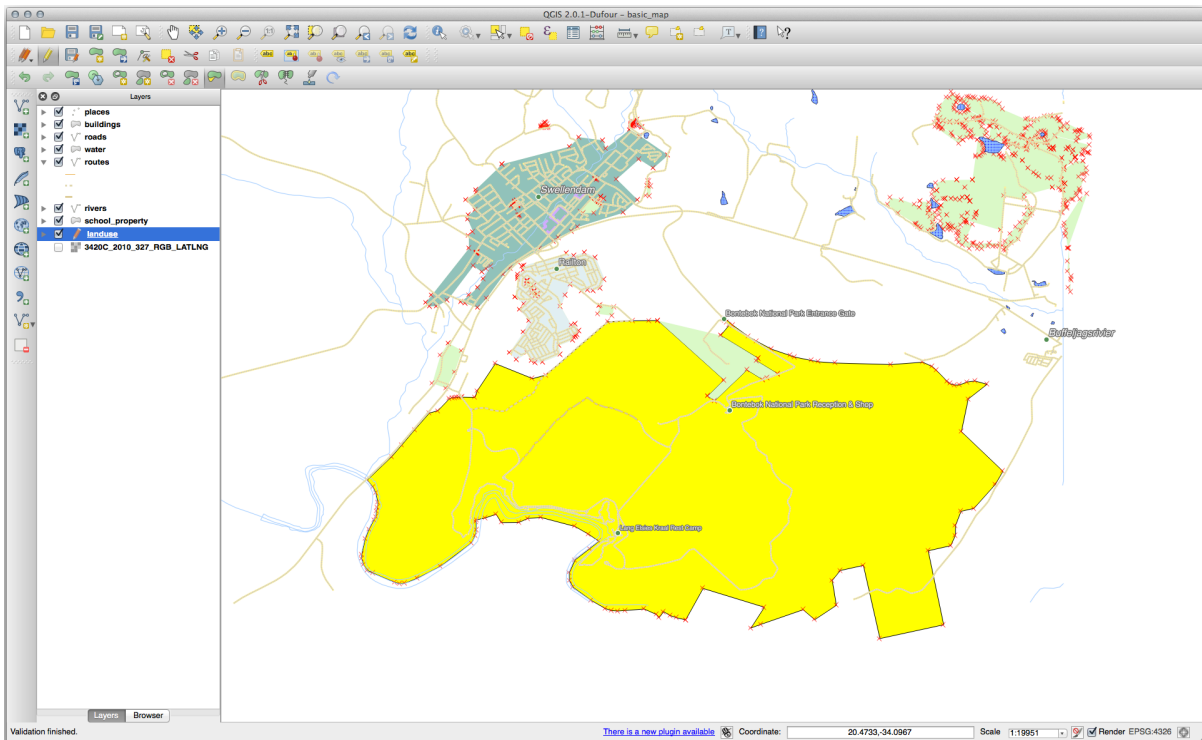 QGIS 2.0.1-Dufour - basic_map
Layers
places
buildings
roads
water
routes
rivers
school_property
landuse
3420C_2010_327_RGB_LATLNG
Swellendam
Railton
Bontebok National Park Entrance Gate
Buffeljagsrivier
Bontebok National Park Reception & Shop
Lang Elsies Kraal Rest Camp
Layers Browser
Validation finished. There is a new plugin available Coordinate: 20.4733,-34.0967 Scale 1:19951 Render EPSG:4326